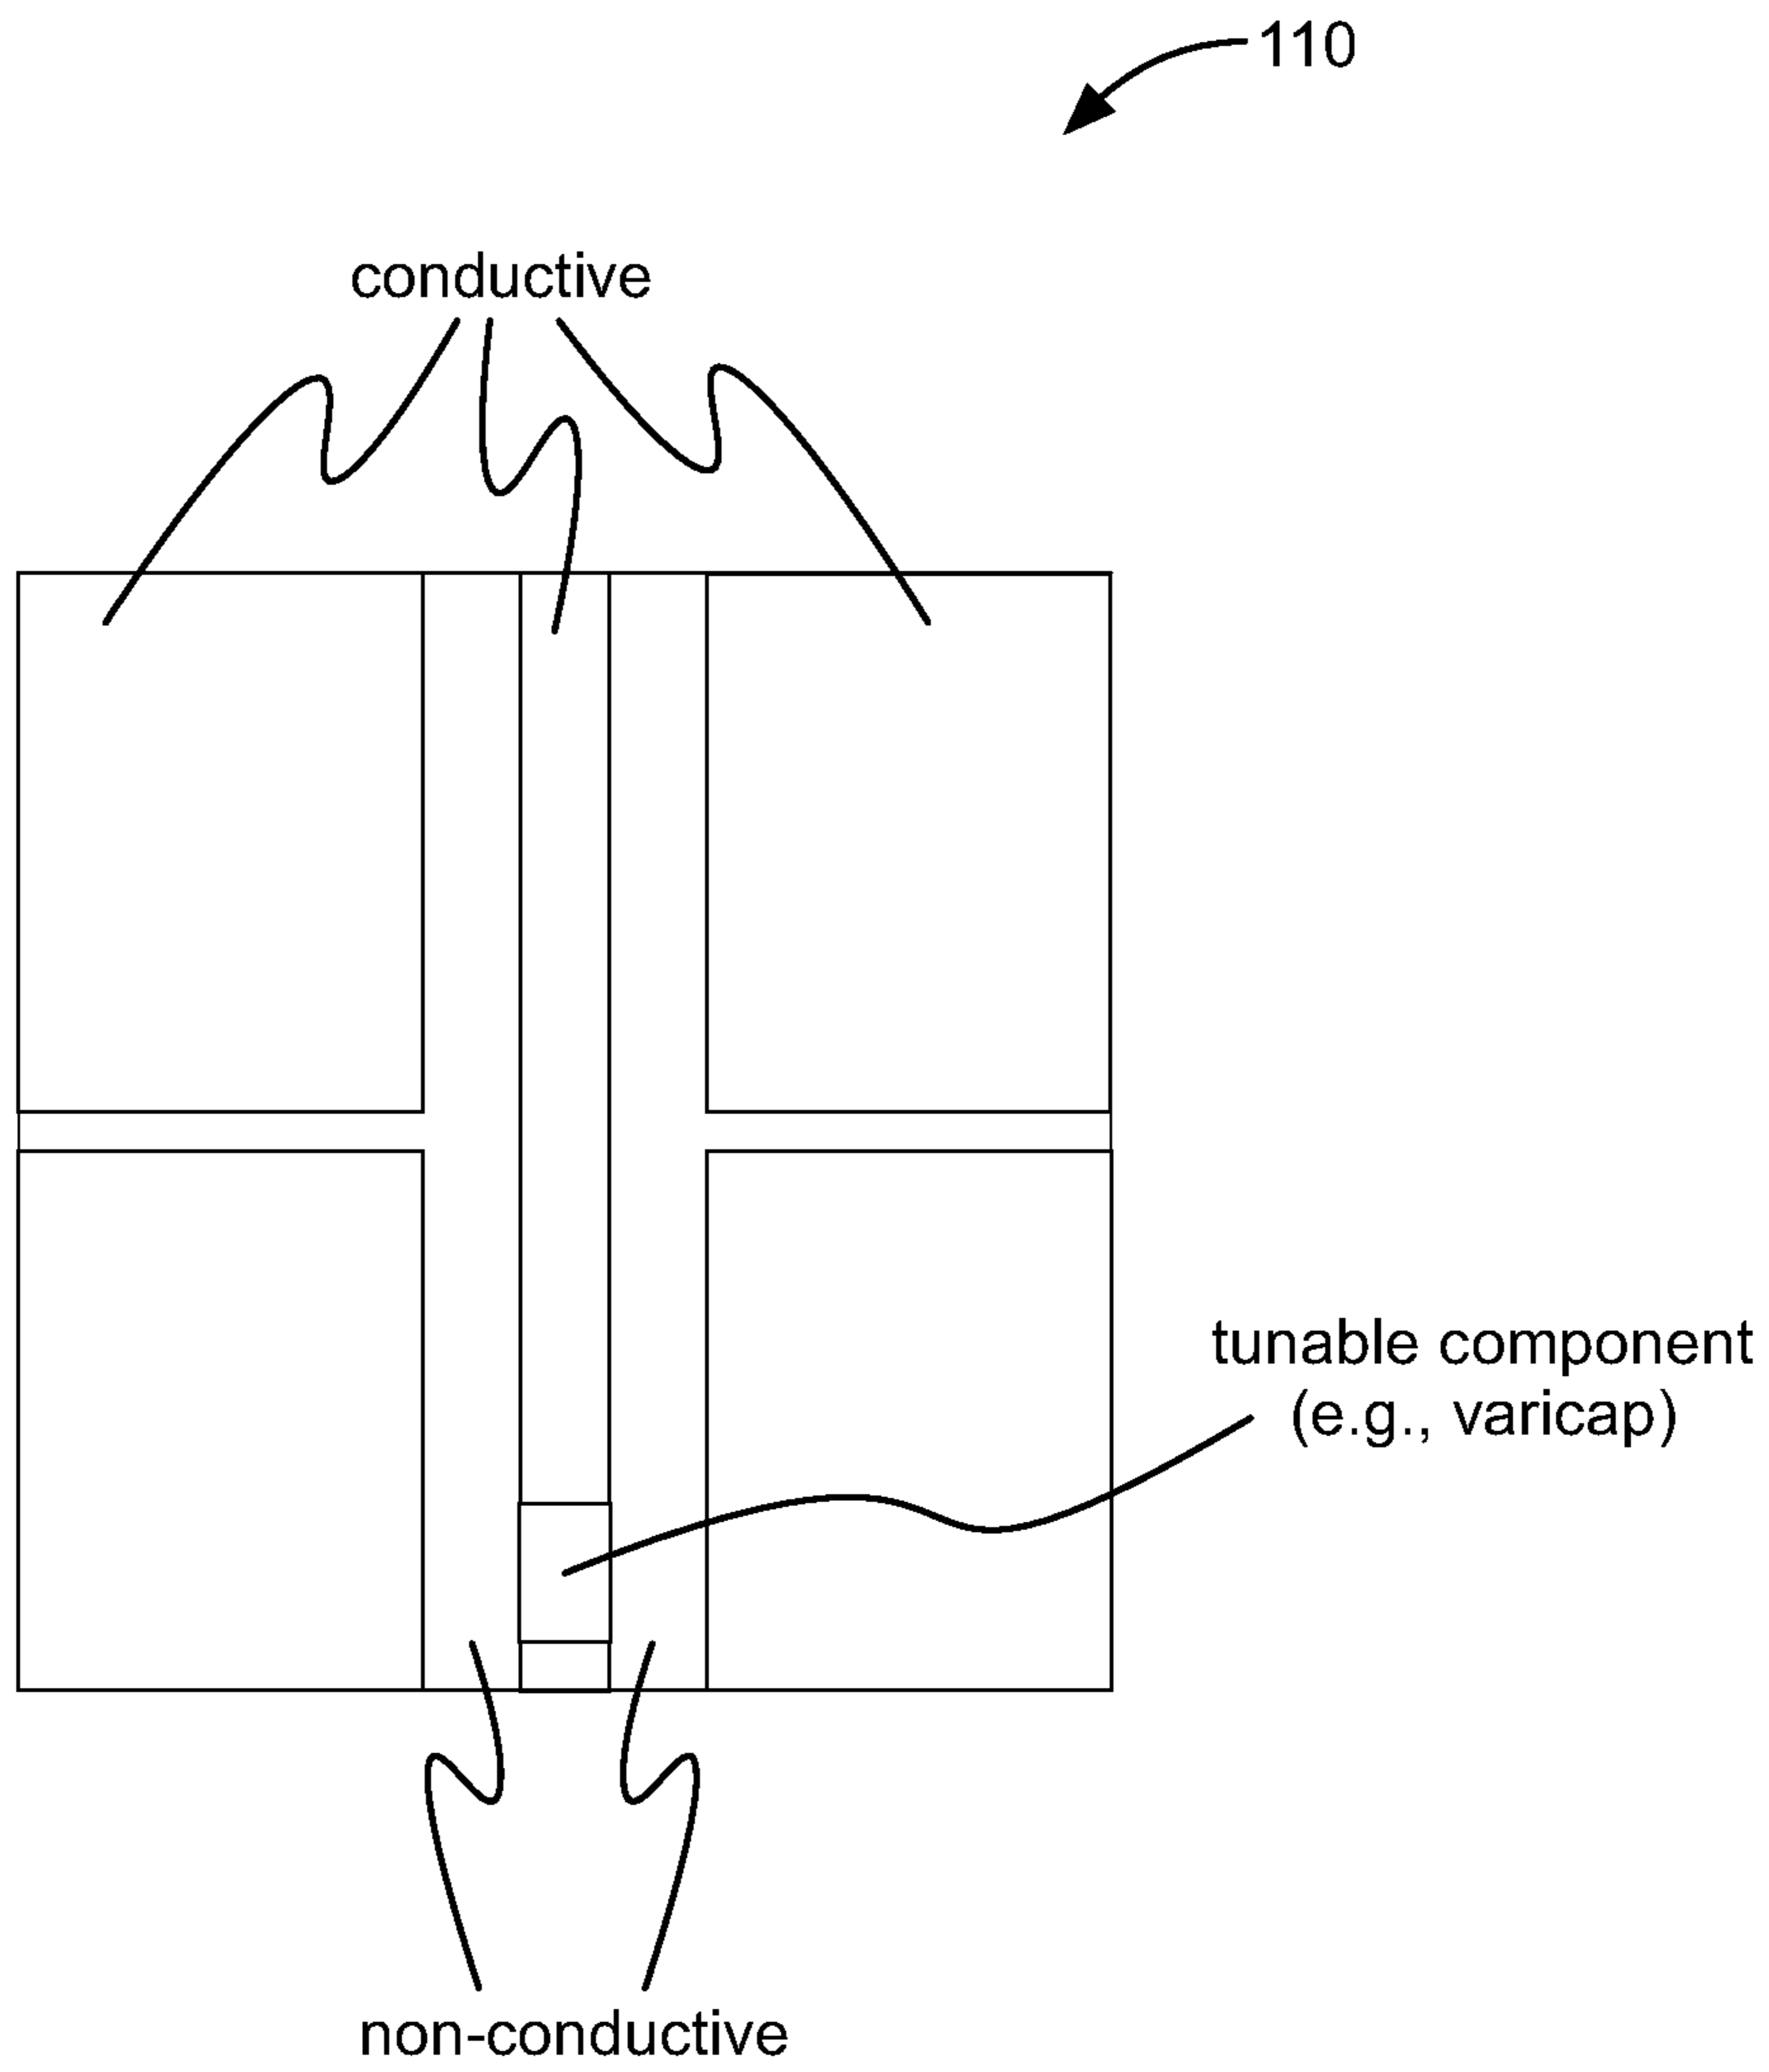 110
conductive
tunable component
(e.g., varicap)
non-conductive